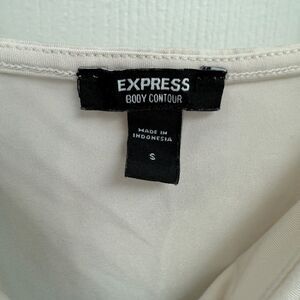 EXPRESS
BODY CONTOUR
MADE IN
INDONESIA
S